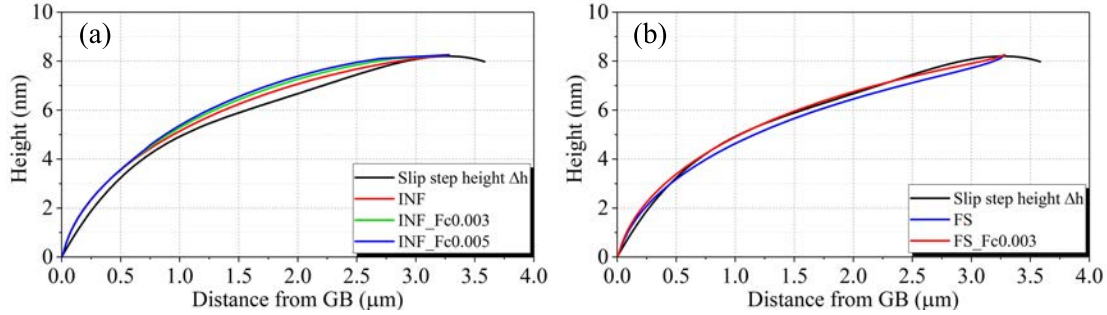 (a)
Height (nm)
10
8
6
4
2
0
Slip step height Δh
INF
INF_Fc0.003
INF_Fc0.005
0.0 0.5 1.0 1.5 2.0 2.5 3.0 3.5 4.0
Distance from GB (μm)
(b)
Height (nm)
10
8
6
4
2
0
Slip step height Δh
FS
FS_Fc0.003
0.0 0.5 1.0 1.5 2.0 2.5 3.0 3.5 4.0
Distance from GB (μm)